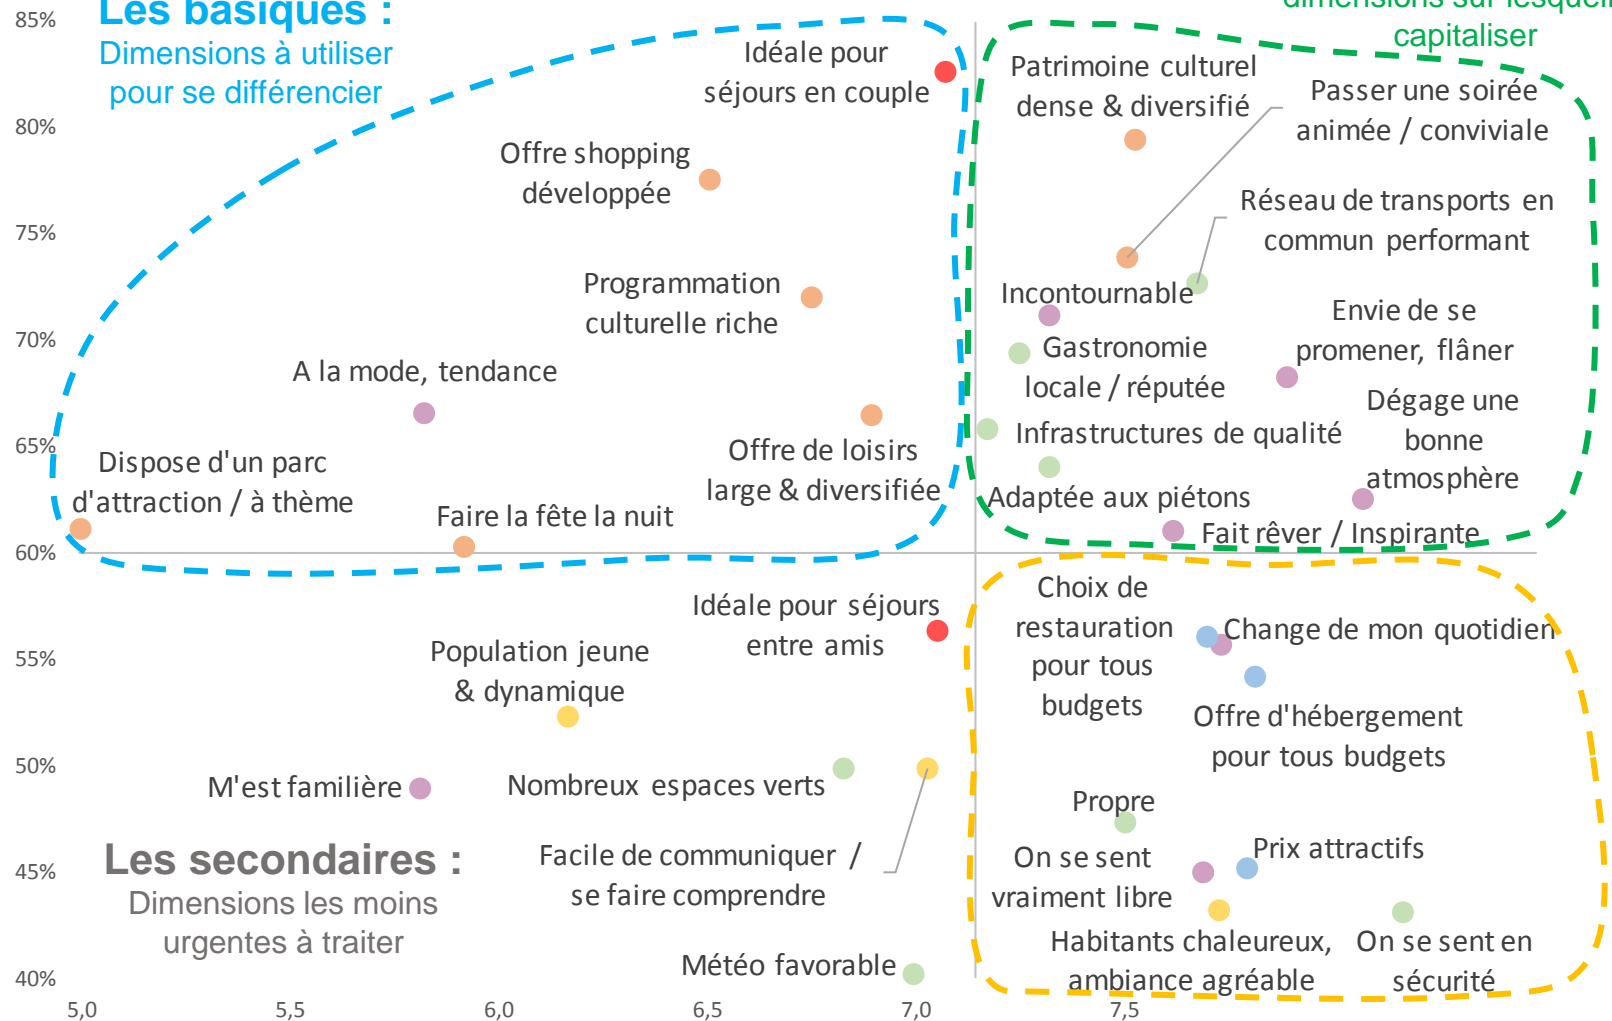 85%
Les basiques :
Dimensions à utiliser
pour se différencier
capitaliser
Idéale pour
séjours en couple
Patrimoine culturel
dense & diversifié
Passer une soirée
animée / conviviale
80%
Offre shopping
développée
Réseau de transports en
commun performant
75%
Programmation
culturelle riche
Incontournable
Envie de se
promener, flâner
70%
A la mode, tendance
Gastronomie
locale / réputée
Dégage une
bonne
atmosphère
65%
Infrastructures de qualité
Dispose d'un parc
d'attraction / à thème
Offre de loisirs
large & diversifiée
Adaptée aux piétons
Faire la fête la nuit
Fait rêver / Inspirante
60%
Idéale pour séjours
entre amis
Choix de
restauration
pour tous
budgets
Change de mon quotidien
55%
Population jeune
& dynamique
Offre d'hébergement
pour tous budgets
50%
M'est familière
Nombreux espaces verts
Propre
45%
Les secondaires :
Dimensions les moins
urgentes à traiter
Facile de communiquer /
se faire comprendre
On se sent
vraiment libre
Prix attractifs
Habitants chaleureux,
ambiance agréable
On se sent en
sécurité
Météo favorable
40%
5,0
5,5
6,0
6,5
7,0
7,5